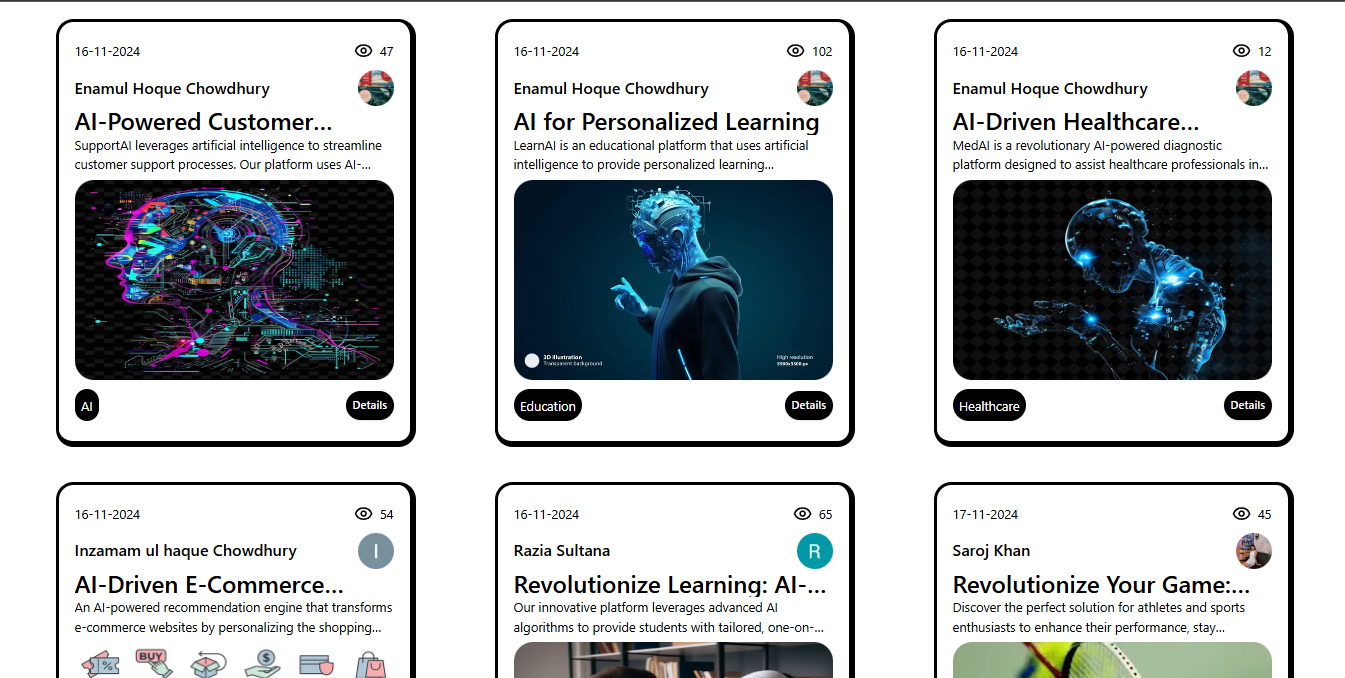 16-11-2024 47
Enamul Hoque Chowdhury
AI-Powered Customer...
SupportAI leverages artificial intelligence to streamline
customer support processes. Our platform uses AI-...
AI Details
16-11-2024 102
Enamul Hoque Chowdhury
AI for Personalized Learning
LearnAI is an educational platform that uses artificial
intelligence to provide personalized learning...
3D Illustration
Transparent background
High resolution
5500x5500 px
Education Details
16-11-2024 12
Enamul Hoque Chowdhury
AI-Driven Healthcare...
MedAI is a revolutionary AI-powered diagnostic
platform designed to assist healthcare professionals in...
Healthcare Details
16-11-2024 54
Inzamam ul haque Chowdhury I
AI-Driven E-Commerce...
An AI-powered recommendation engine that transforms
e-commerce websites by personalizing the shopping...
% BUY $
16-11-2024 65
Razia Sultana R
Revolutionize Learning: AI-...
Our innovative platform leverages advanced AI
algorithms to provide students with tailored, one-on-...
17-11-2024 45
Saroj Khan
Revolutionize Your Game:...
Discover the perfect solution for athletes and sports
enthusiasts to enhance their performance, stay...